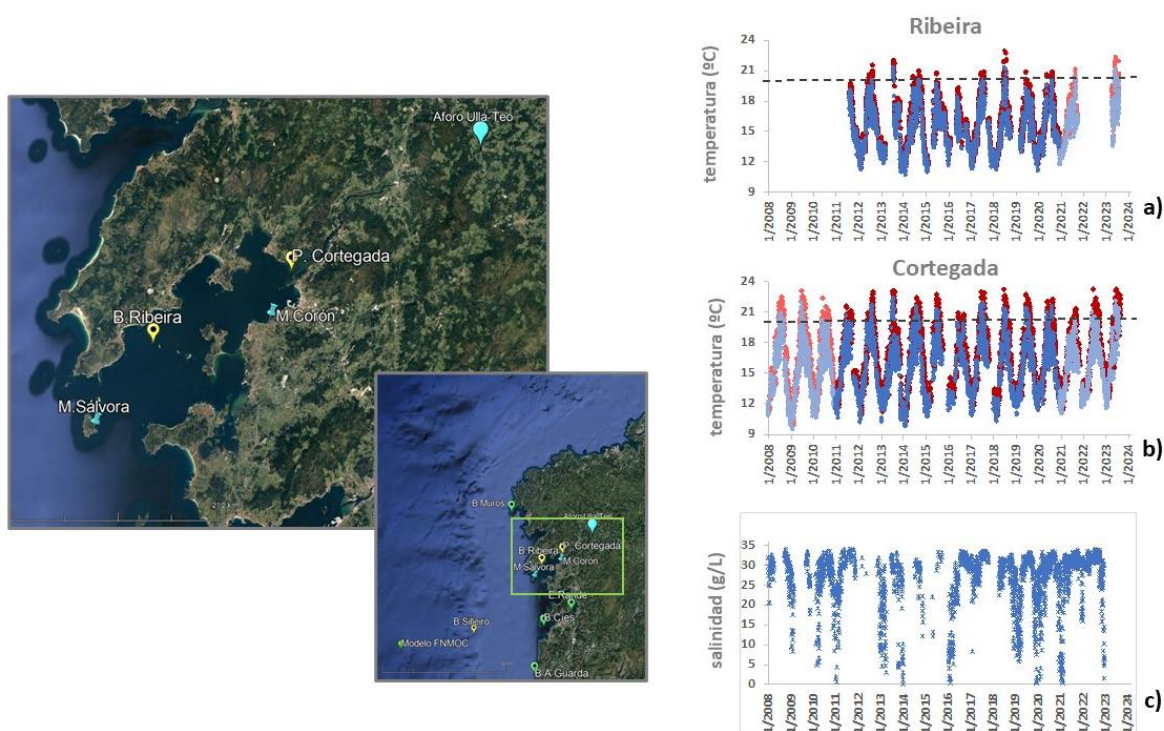 Aforo Ulla-Teo
P. Cortegada
B.Ribeira
M.Corón
M.Sálvora
B.Muros
Aforo Ulla-Teo
B.Ribeira
P. Cortegada
M.Sálvora
M.Corón
E.Rande
B.Cíes
B.Silleiro
Modelo FNMOC
B.A Guarda
Ribeira
temperatura (ºC)
24
21
18
15
12
9
1/2008
1/2009
1/2010
1/2011
1/2012
1/2013
1/2014
1/2015
1/2016
1/2017
1/2018
1/2019
1/2020
1/2021
1/2022
1/2023
1/2024
a)
Cortegada
temperatura (ºC)
24
21
18
15
12
9
1/2008
1/2009
1/2010
1/2011
1/2012
1/2013
1/2014
1/2015
1/2016
1/2017
1/2018
1/2019
1/2020
1/2021
1/2022
1/2023
1/2024
b)
salinidad (g/L)
35
30
25
20
15
10
5
0
1/2008
1/2009
1/2010
1/2011
1/2012
1/2013
1/2014
1/2015
1/2016
1/2017
1/2018
1/2019
1/2020
1/2021
1/2022
1/2023
1/2024
c)